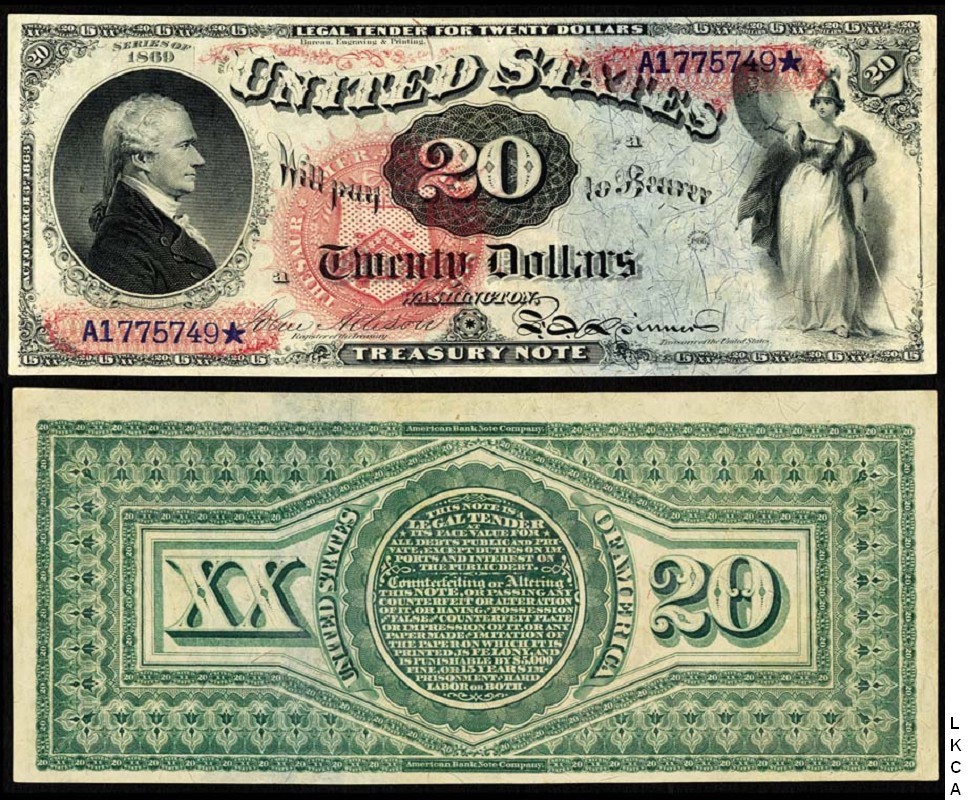 LEGAL TENDER FOR TWENTY DOLLARS
Bureau, Engraving & Printing.
SERIES OF
1869
20
UNITED STATES
A1775749★
20
ACT OF MARCH 3, 1863
a
Will pay 20 to Bearer
a Twenty Dollars
WASHINGTON.
A1775749★
John Allison
Register of the Treasury
F. E. Spinner
Treasurer of the United States.
TREASURY NOTE
American Bank Note Company.
UNITED STATES
OF AMERICA
XX
20
THIS NOTE IS A
LEGAL TENDER
AT
ITS FACE VALUE FOR
ALL DEBTS PUBLIC AND PRI
VATE, EXCEPT DUTIES ON IM
PORTS AND INTEREST ON
THE PUBLIC DEBT.
Counterfeiting or Altering
THIS NOTE, OR PASSING ANY
COUNTERFEIT OR ALTERATION
OF IT, OR HAVING IN POSSESSION
ANY FALSE OR COUNTERFEIT PLATE
OR IMPRESSION OF IT, OR ANY
PAPER MADE IN IMITATION OF
THE PAPER ON WHICH IT IS
PRINTED, IS FELONY, AND
IS PUNISHABLE BY $5,000
FINE, OR 15 YEARS IM
PRISONMENT AT HARD
LABOR OR BOTH.
American Bank Note Company.
L
K
C
A